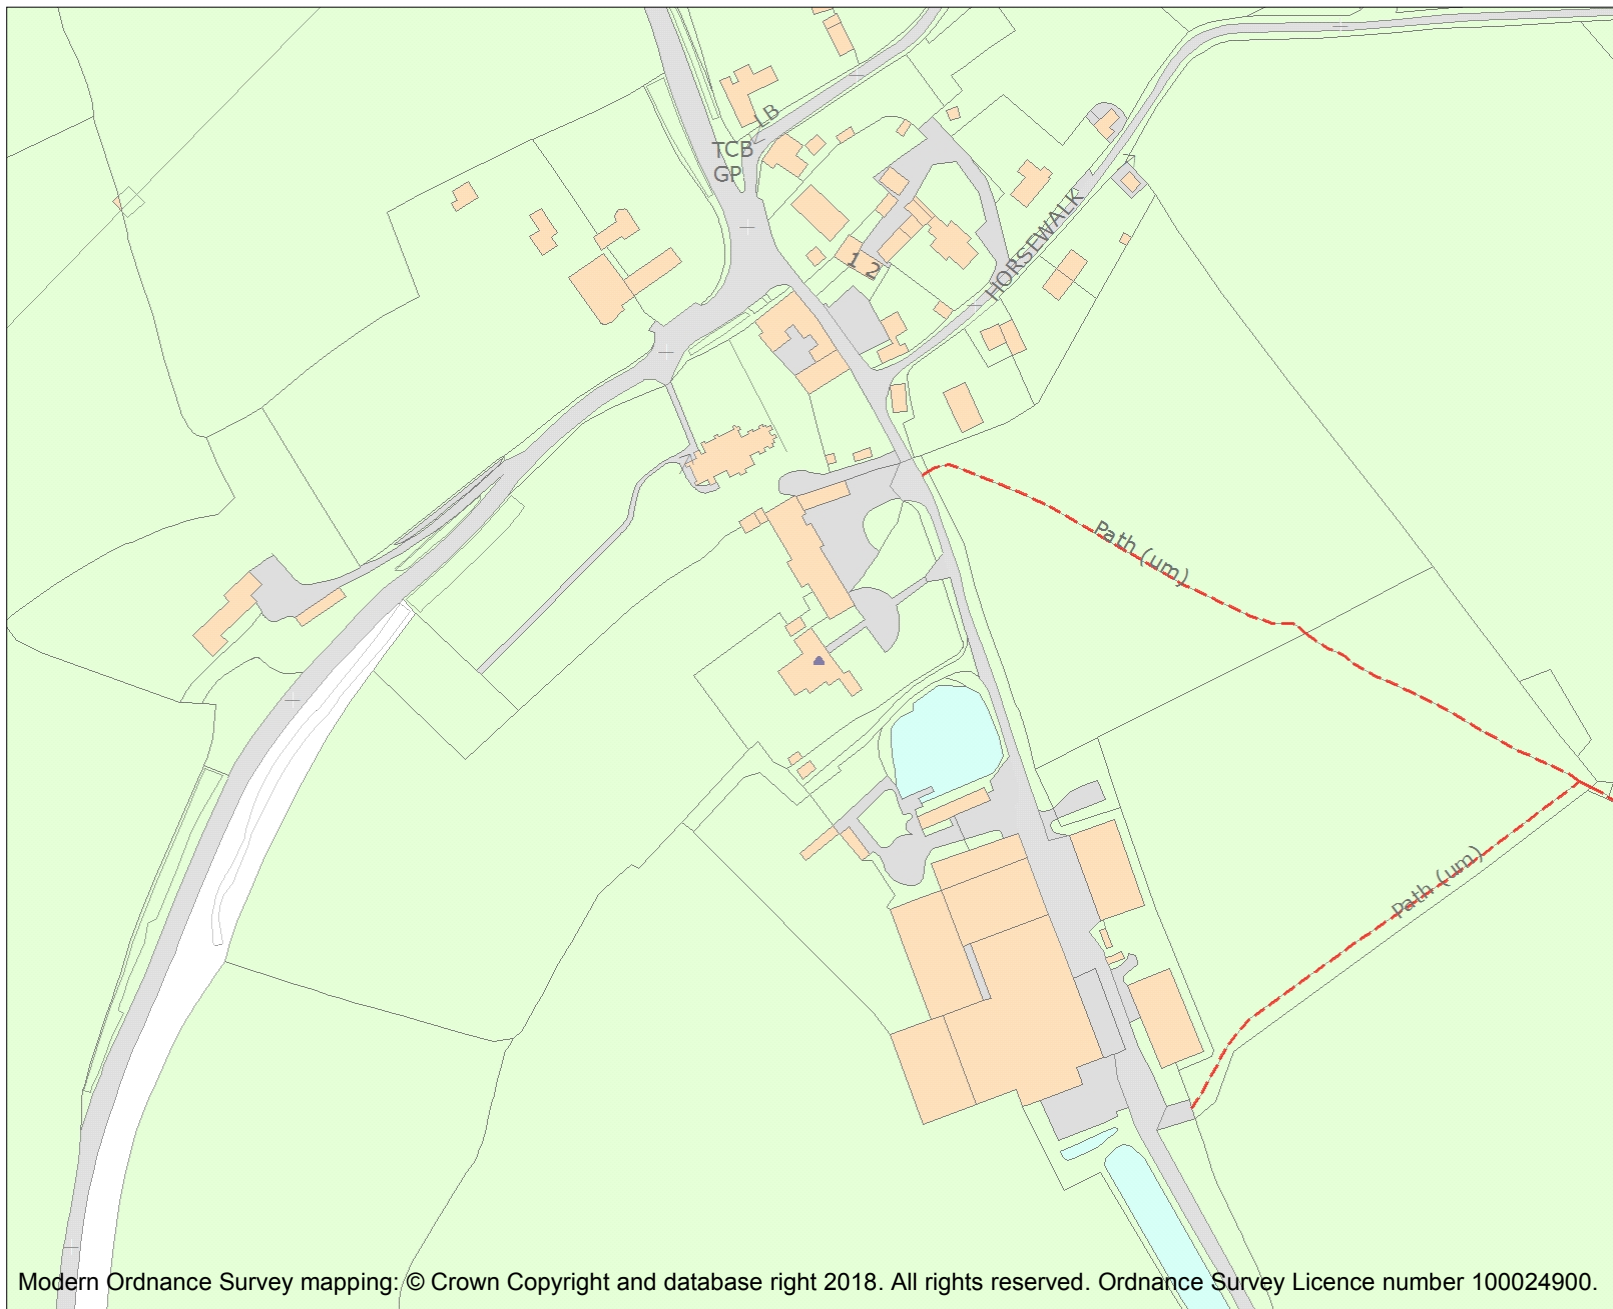 LB
TCB
GP
1 2
HORSEWALK
Path (um)
Path (um)
Modern Ordnance Survey mapping: © Crown Copyright and database right 2018. All rights reserved. Ordnance Survey Licence number 100024900.